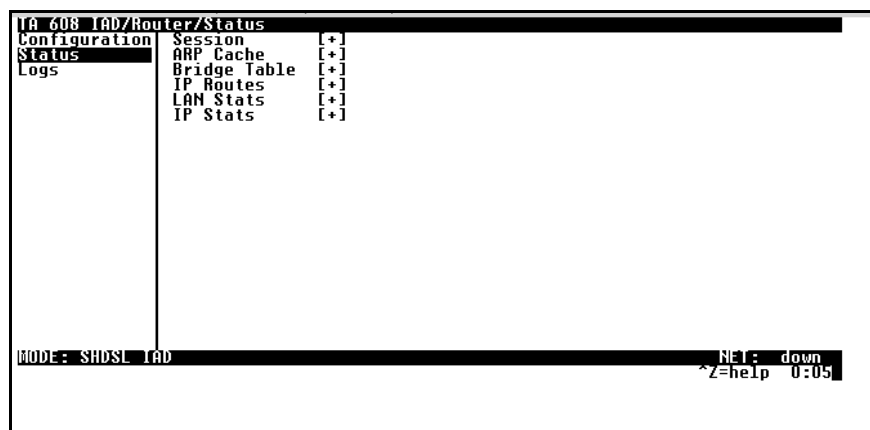 TA 608 IAD/Router/Status
Configuration Session [+]
Status ARP Cache [+]
Logs Bridge Table [+]
IP Routes [+]
LAN Stats [+]
IP Stats [+]
MODE: SHDSL IAD NET: down
^Z=help 0:05